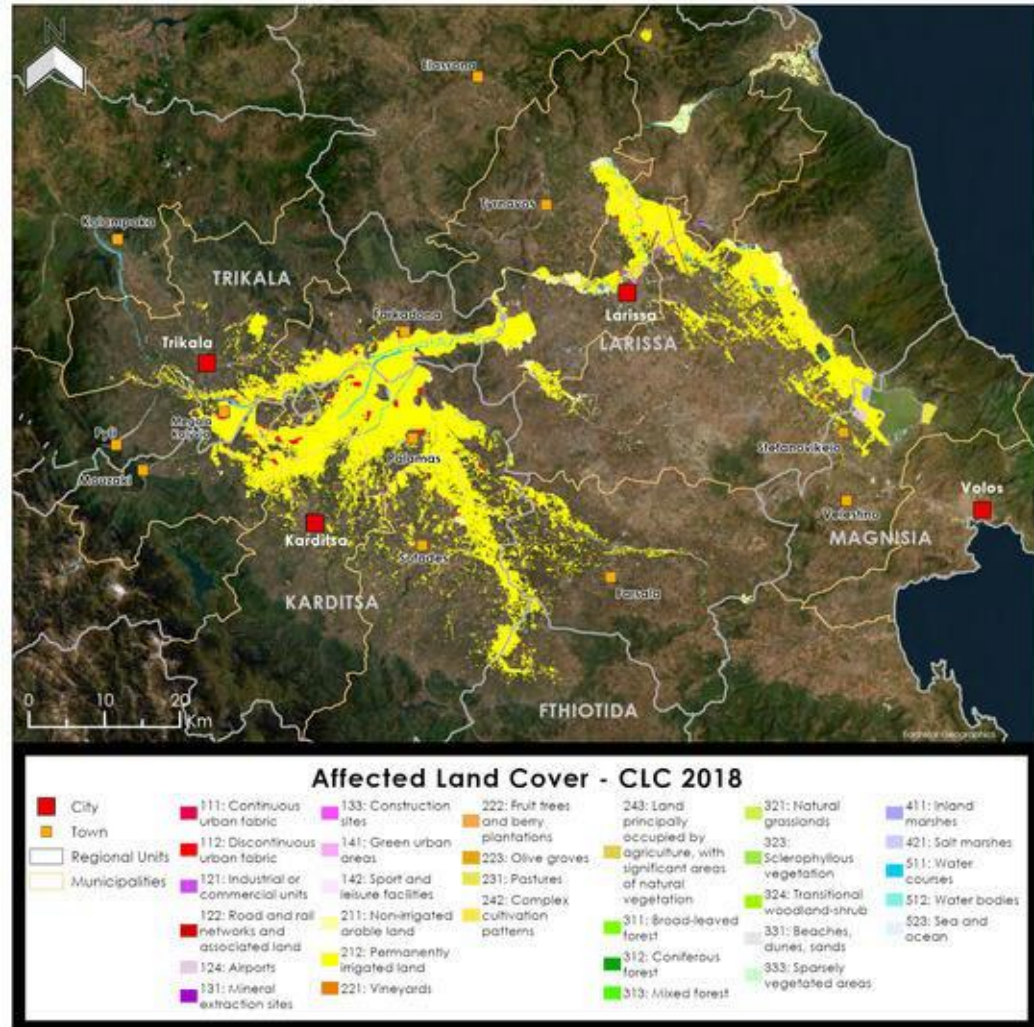 N
Elassona
Tyrnavos
Kalampaka
TRIKALA
Farkadona
Larissa
LARISSA
Trikala
Megala
Kalyvia
Pyli
Mouzaki
Palamas
Stefanovikeio
Volos
Velestino
MAGNISIA
Karditsa
Sofades
Farsala
KARDITSA
0 10 20
Km
FTHIOTIDA
Earthstar Geographics
Affected Land Cover - CLC 2018
City
Town
Regional Units
Municipalities
111: Continuous
urban fabric
112: Discontinuous
urban fabric
121: Industrial or
commercial units
122: Road and rail
networks and
associated land
124: Airports
131: Mineral
extraction sites
133: Construction
sites
141: Green urban
areas
142: Sport and
leisure facilities
211: Non-irrigated
arable land
212: Permanently
irrigated land
221: Vineyards
222: Fruit trees
and berry
plantations
223: Olive groves
231: Pastures
242: Complex
cultivation
patterns
243: Land
principally
occupied by
agriculture, with
significant areas
of natural
vegetation
311: Broad-leaved
forest
312: Coniferous
forest
313: Mixed forest
321: Natural
grasslands
323:
Sclerophyllous
vegetation
324: Transitional
woodland-shrub
331: Beaches,
dunes, sands
333: Sparsely
vegetated areas
411: Inland
marshes
421: Salt marshes
511: Water
courses
512: Water bodies
523: Sea and
ocean